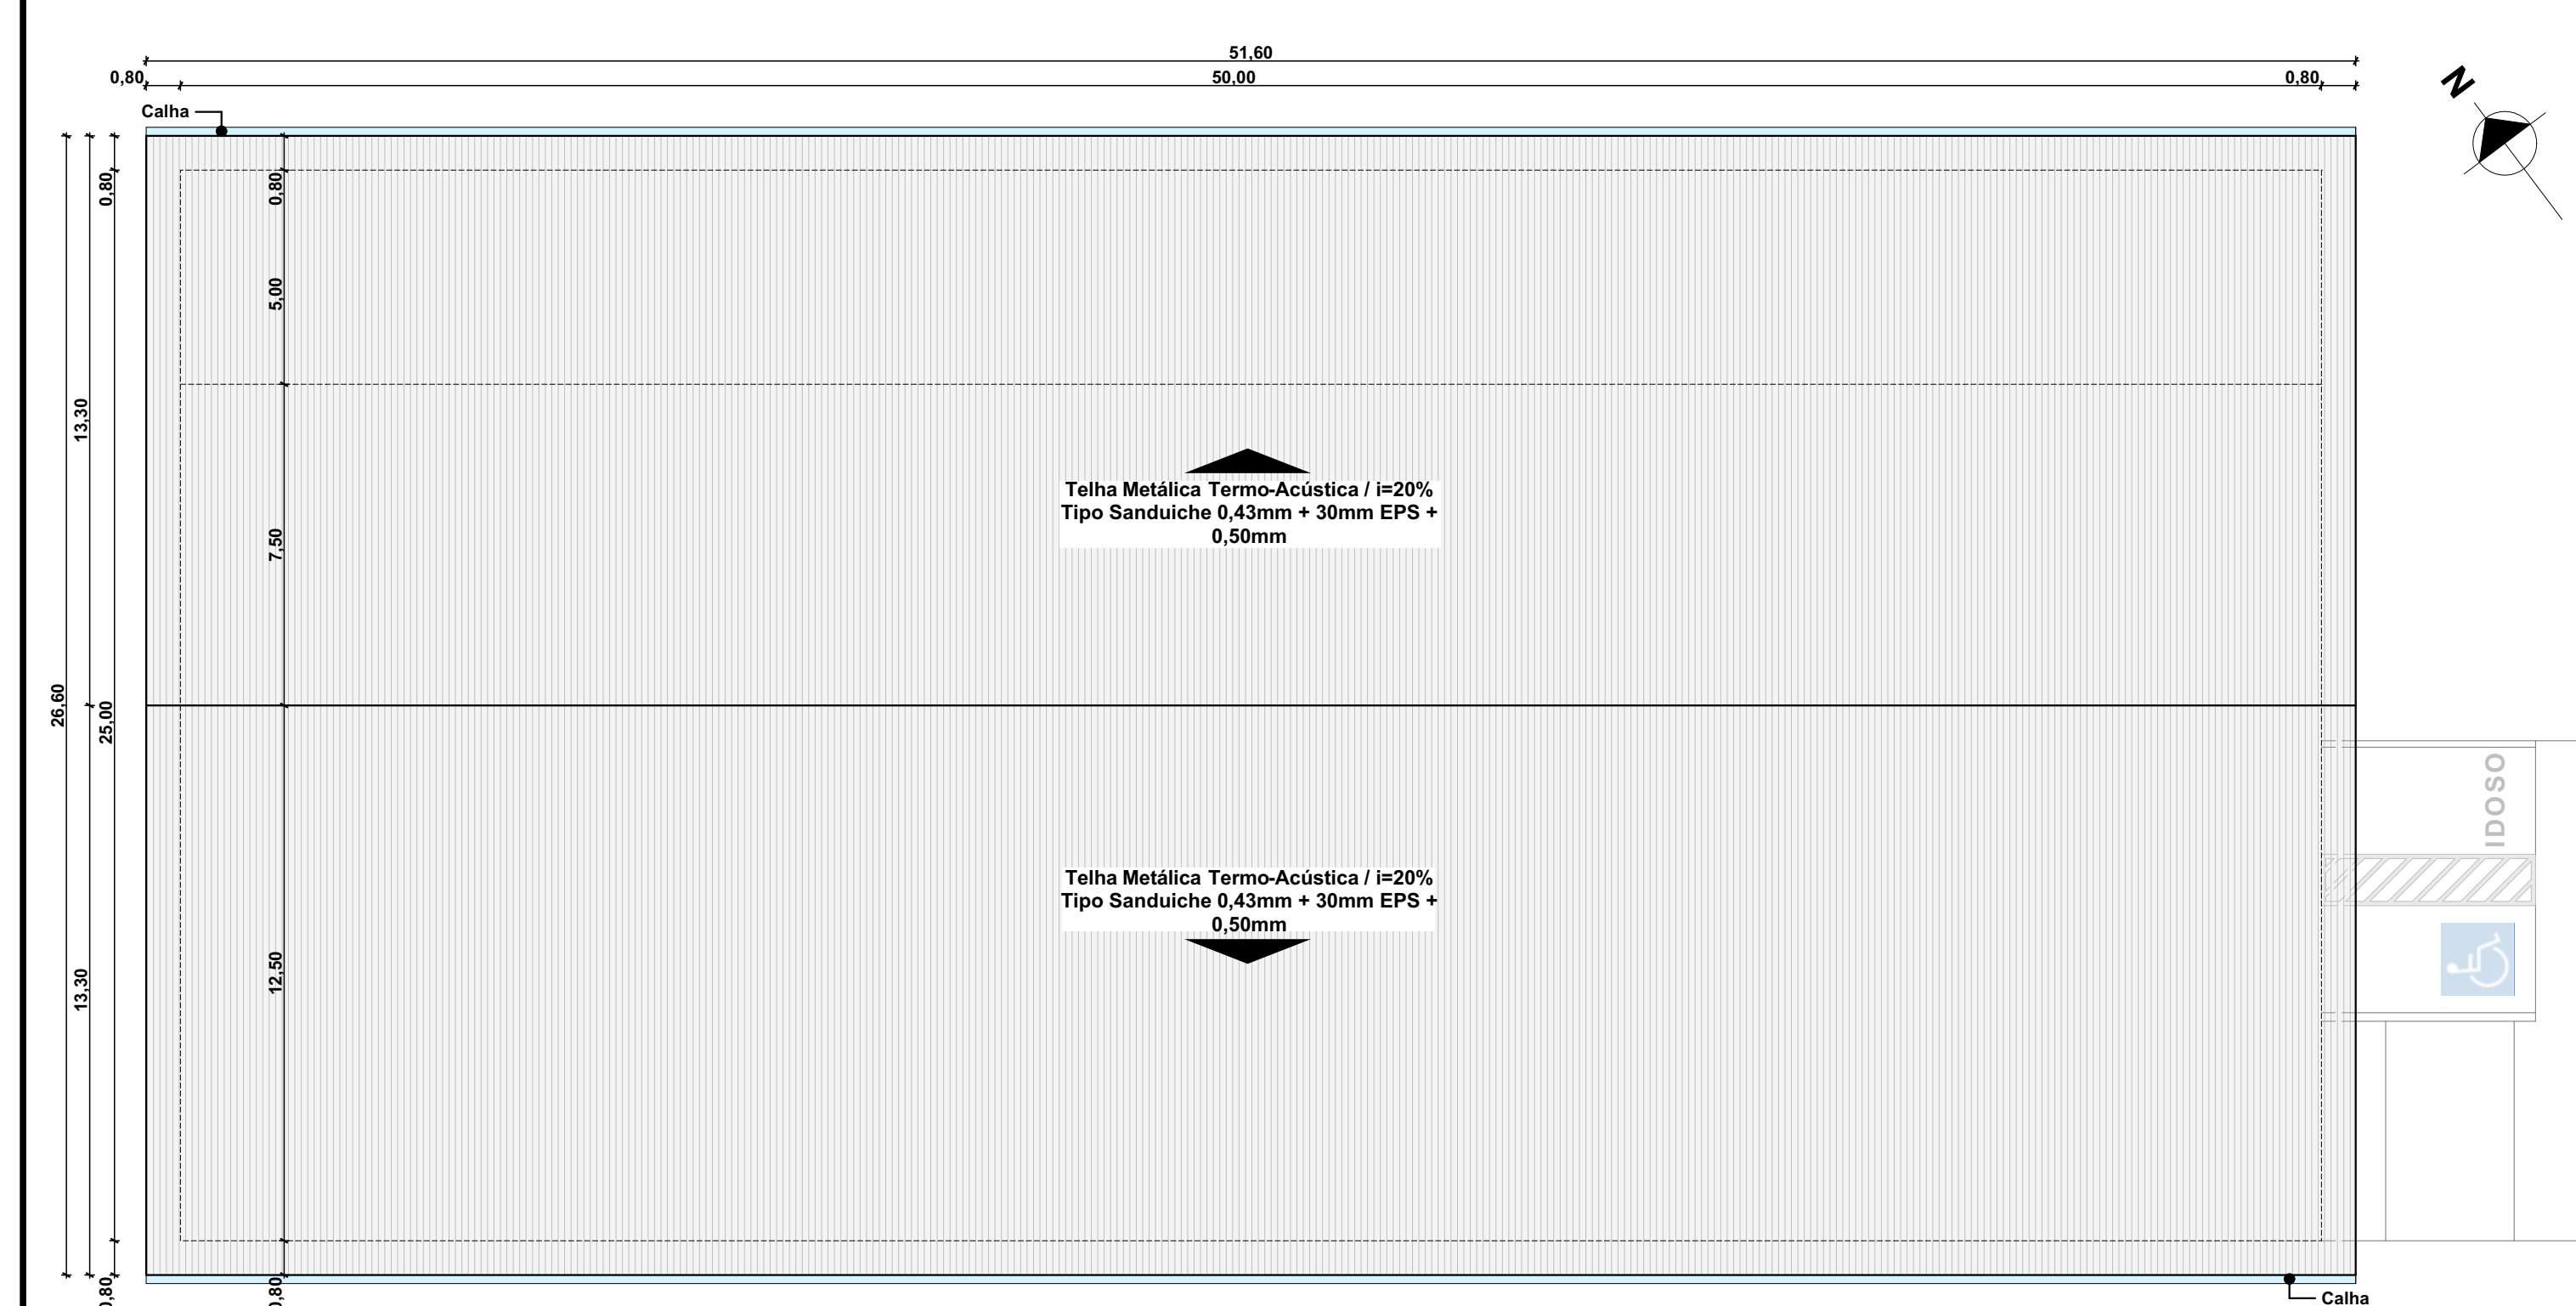 51,60
0,80 50,00 0,80
N
Calha
0,80
0,80
5,00
13,30
Telha Metálica Termo-Acústica / i=20%
Tipo Sanduiche 0,43mm + 30mm EPS +
0,50mm
7,50
26,60
25,00
IDOSO
Telha Metálica Termo-Acústica / i=20%
Tipo Sanduiche 0,43mm + 30mm EPS +
0,50mm
12,50
13,30
0,80
0,80
Calha